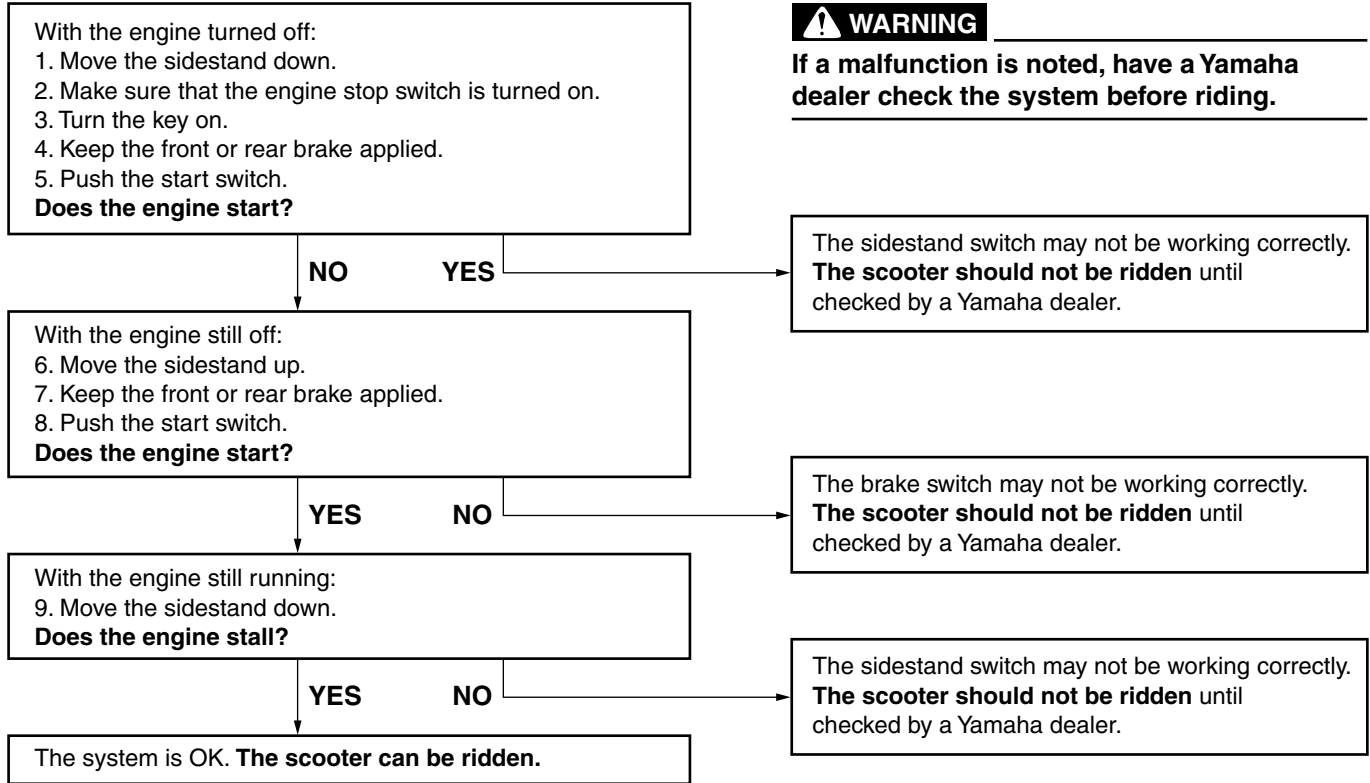 With the engine turned off:
1. Move the sidestand down.
2. Make sure that the engine stop switch is turned on.
3. Turn the key on.
4. Keep the front or rear brake applied.
5. Push the start switch.
Does the engine start?
WARNING
If a malfunction is noted, have a Yamaha
dealer check the system before riding.
NO
YES
The sidestand switch may not be working correctly.
The scooter should not be ridden until
checked by a Yamaha dealer.
With the engine still off:
6. Move the sidestand up.
7. Keep the front or rear brake applied.
8. Push the start switch.
Does the engine start?
YES
NO
The brake switch may not be working correctly.
The scooter should not be ridden until
checked by a Yamaha dealer.
With the engine still running:
9. Move the sidestand down.
Does the engine stall?
YES
NO
The sidestand switch may not be working correctly.
The scooter should not be ridden until
checked by a Yamaha dealer.
The system is OK. The scooter can be ridden.